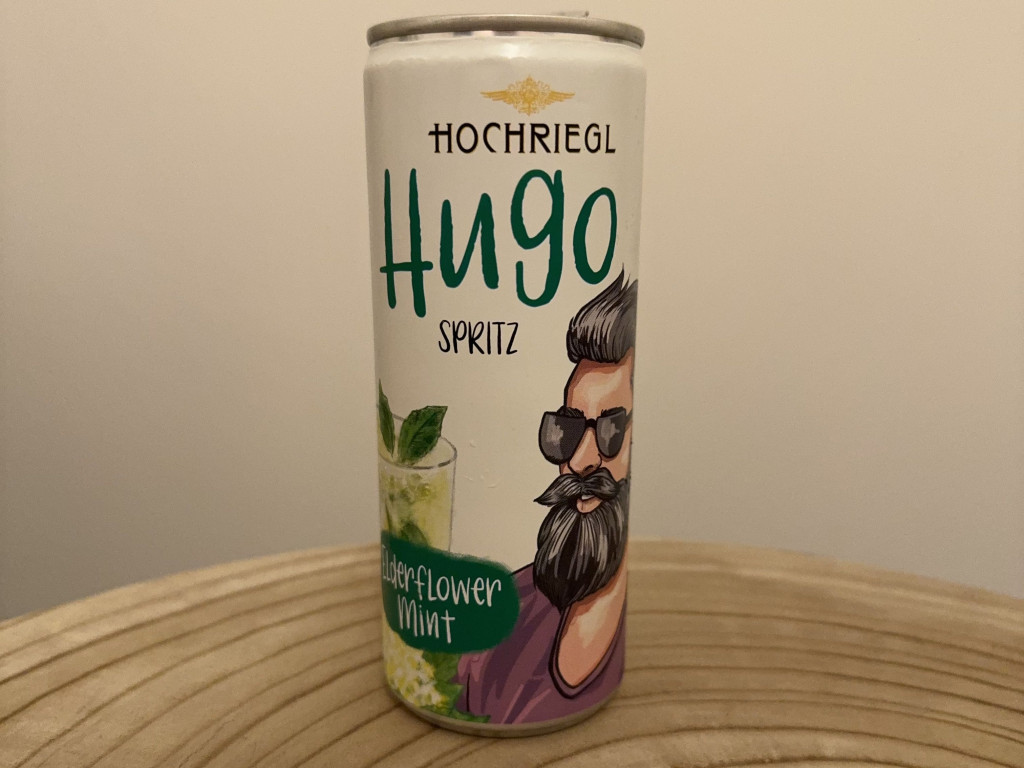 HOCHRIEGL
Hugo
SPRITZ
Elderflower
Mint